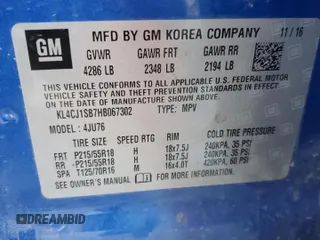 GM
MFD BY GM KOREA COMPANY 11/16
GVWR GAWR FRT GAWR RR
4286 LB 2348 LB 2194 LB
THIS VEHICLE CONFORMS TO ALL APPLICABLE U.S. FEDERAL MOTOR
VEHICLE SAFETY, BUMPER, AND THEFT PREVENTION STANDARDS IN
EFFECT ON THE DATE OF MANUFACTURE SHOWN ABOVE.
KL4CJ1SB7HB067302 TYPE: MPV
MODEL: 4JU76
TIRE SIZE SPEED RTG RIM COLD TIRE PRESSURE
FRT P215/55R18 H 18x7.5J 240KPA, 35 PSI
RR P215/55R18 H 18x7.5J 240KPA, 35 PSI
SPA T125/70R16 M 16x4.0T 420KPA, 60 PSI
SEE OWNER'S MANUAL FOR MORE INFORMATION.
DREAMBID